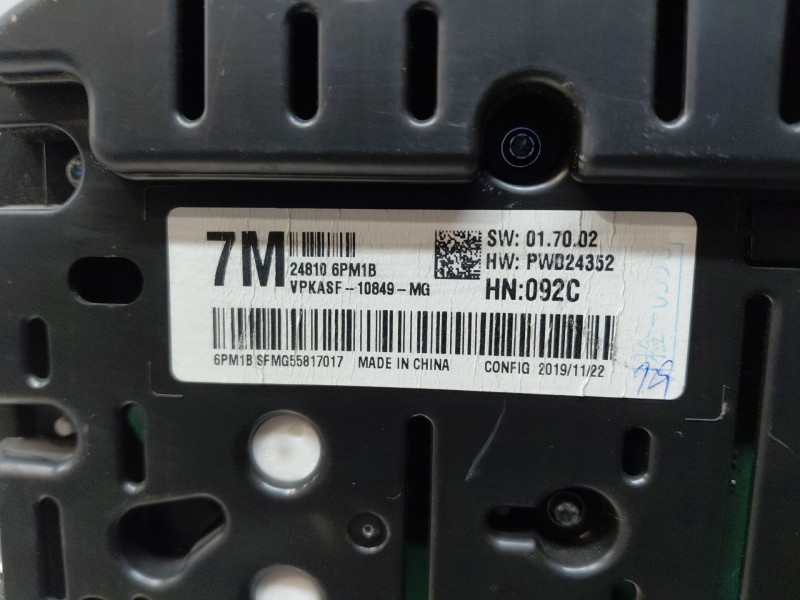 7M
24810 6PM1B
VPKASF-10849-MG
SW: 01.70.02
HW: PWB24352
HN:092C
6PM1B SFMG55817017 MADE IN CHINA CONFIG 2019/11/22